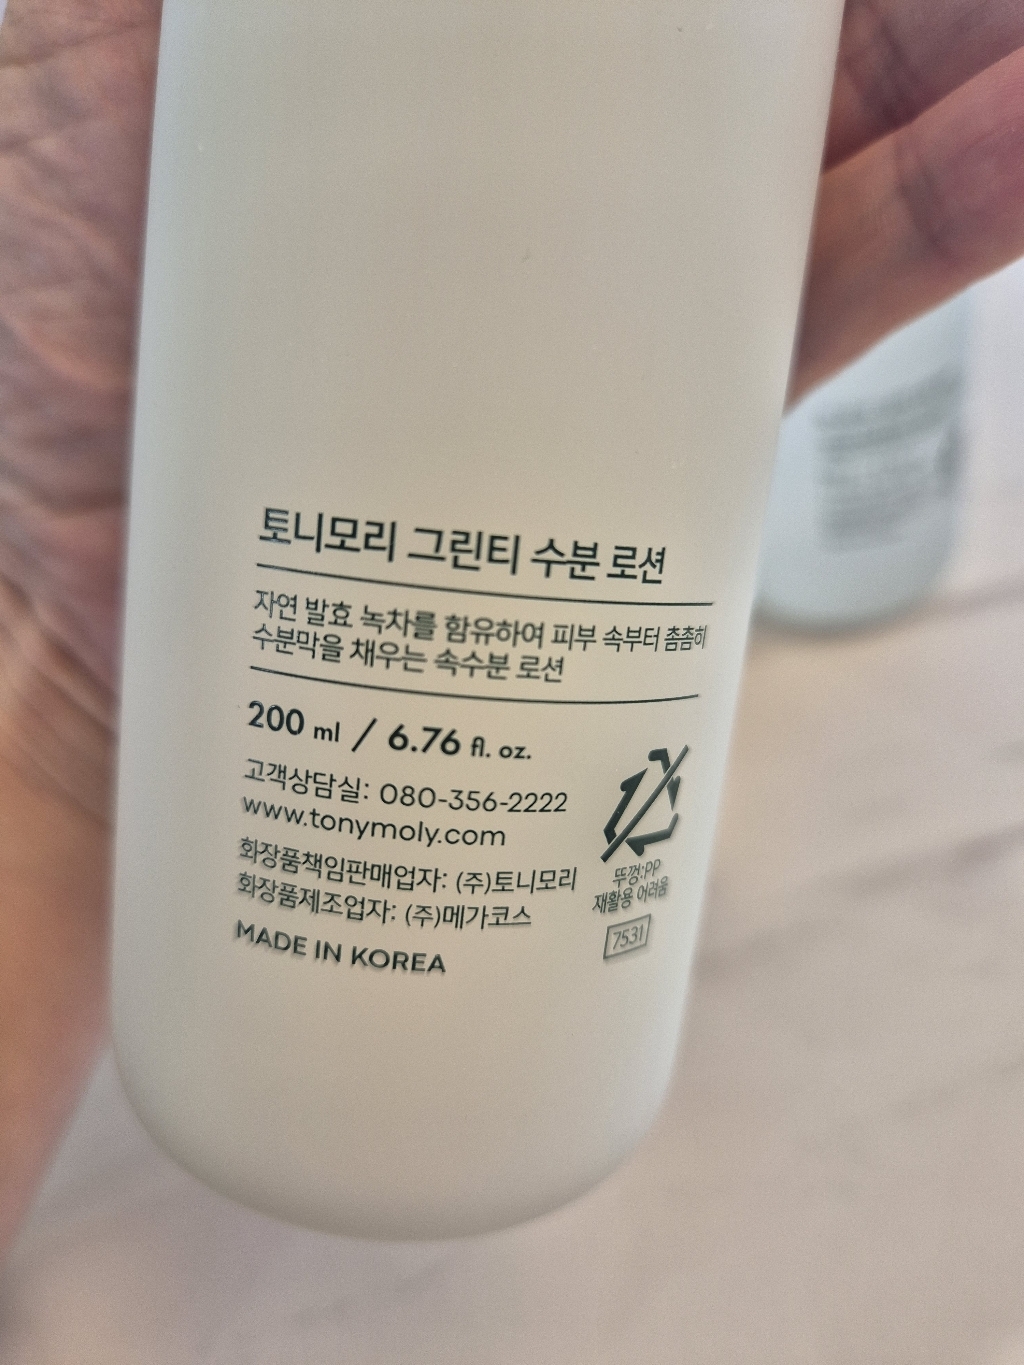 토니모리 그린티 수분 로션
자연 발효 녹차를 함유하여 피부 속부터 촘촘히
수분막을 채우는 속수분 로션
200 ml / 6.76 fl. oz.
고객상담실: 080-356-2222
www.tonymoly.com
화장품책임판매업자: (주)토니모리
화장품제조업자: (주)메가코스
MADE IN KOREA
뚜껑:PP
재활용 어려움
7531